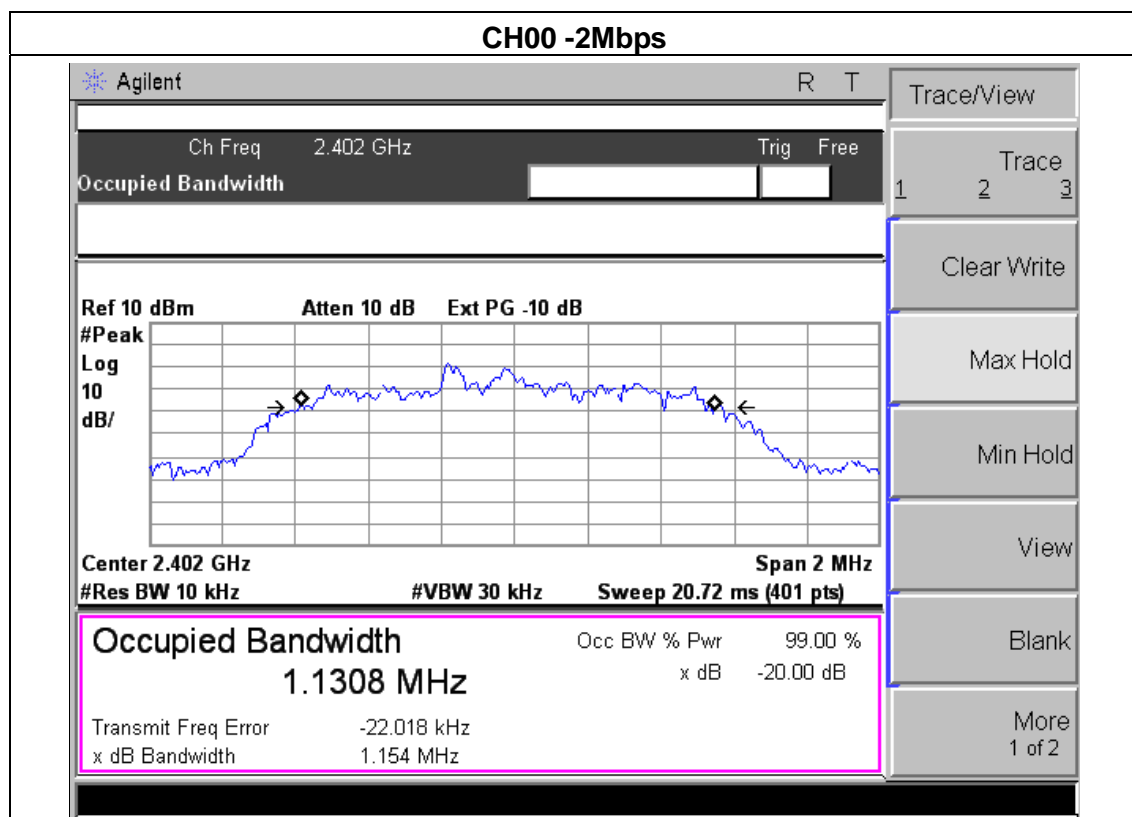 CH00 -2Mbps
Agilent R T
Trace/View
Ch Freq 2.402 GHz Trig Free
Occupied Bandwidth
Trace
1 2 3
Clear Write
Ref 10 dBm Atten 10 dB Ext PG -10 dB
#Peak
Log
10
dB/
Max Hold
Min Hold
Center 2.402 GHz Span 2 MHz
#Res BW 10 kHz #VBW 30 kHz Sweep 20.72 ms (401 pts)
View
Occupied Bandwidth
1.1308 MHz
Occ BW % Pwr 99.00 %
x dB -20.00 dB
Transmit Freq Error -22.018 kHz
x dB Bandwidth 1.154 MHz
Blank
More
1 of 2